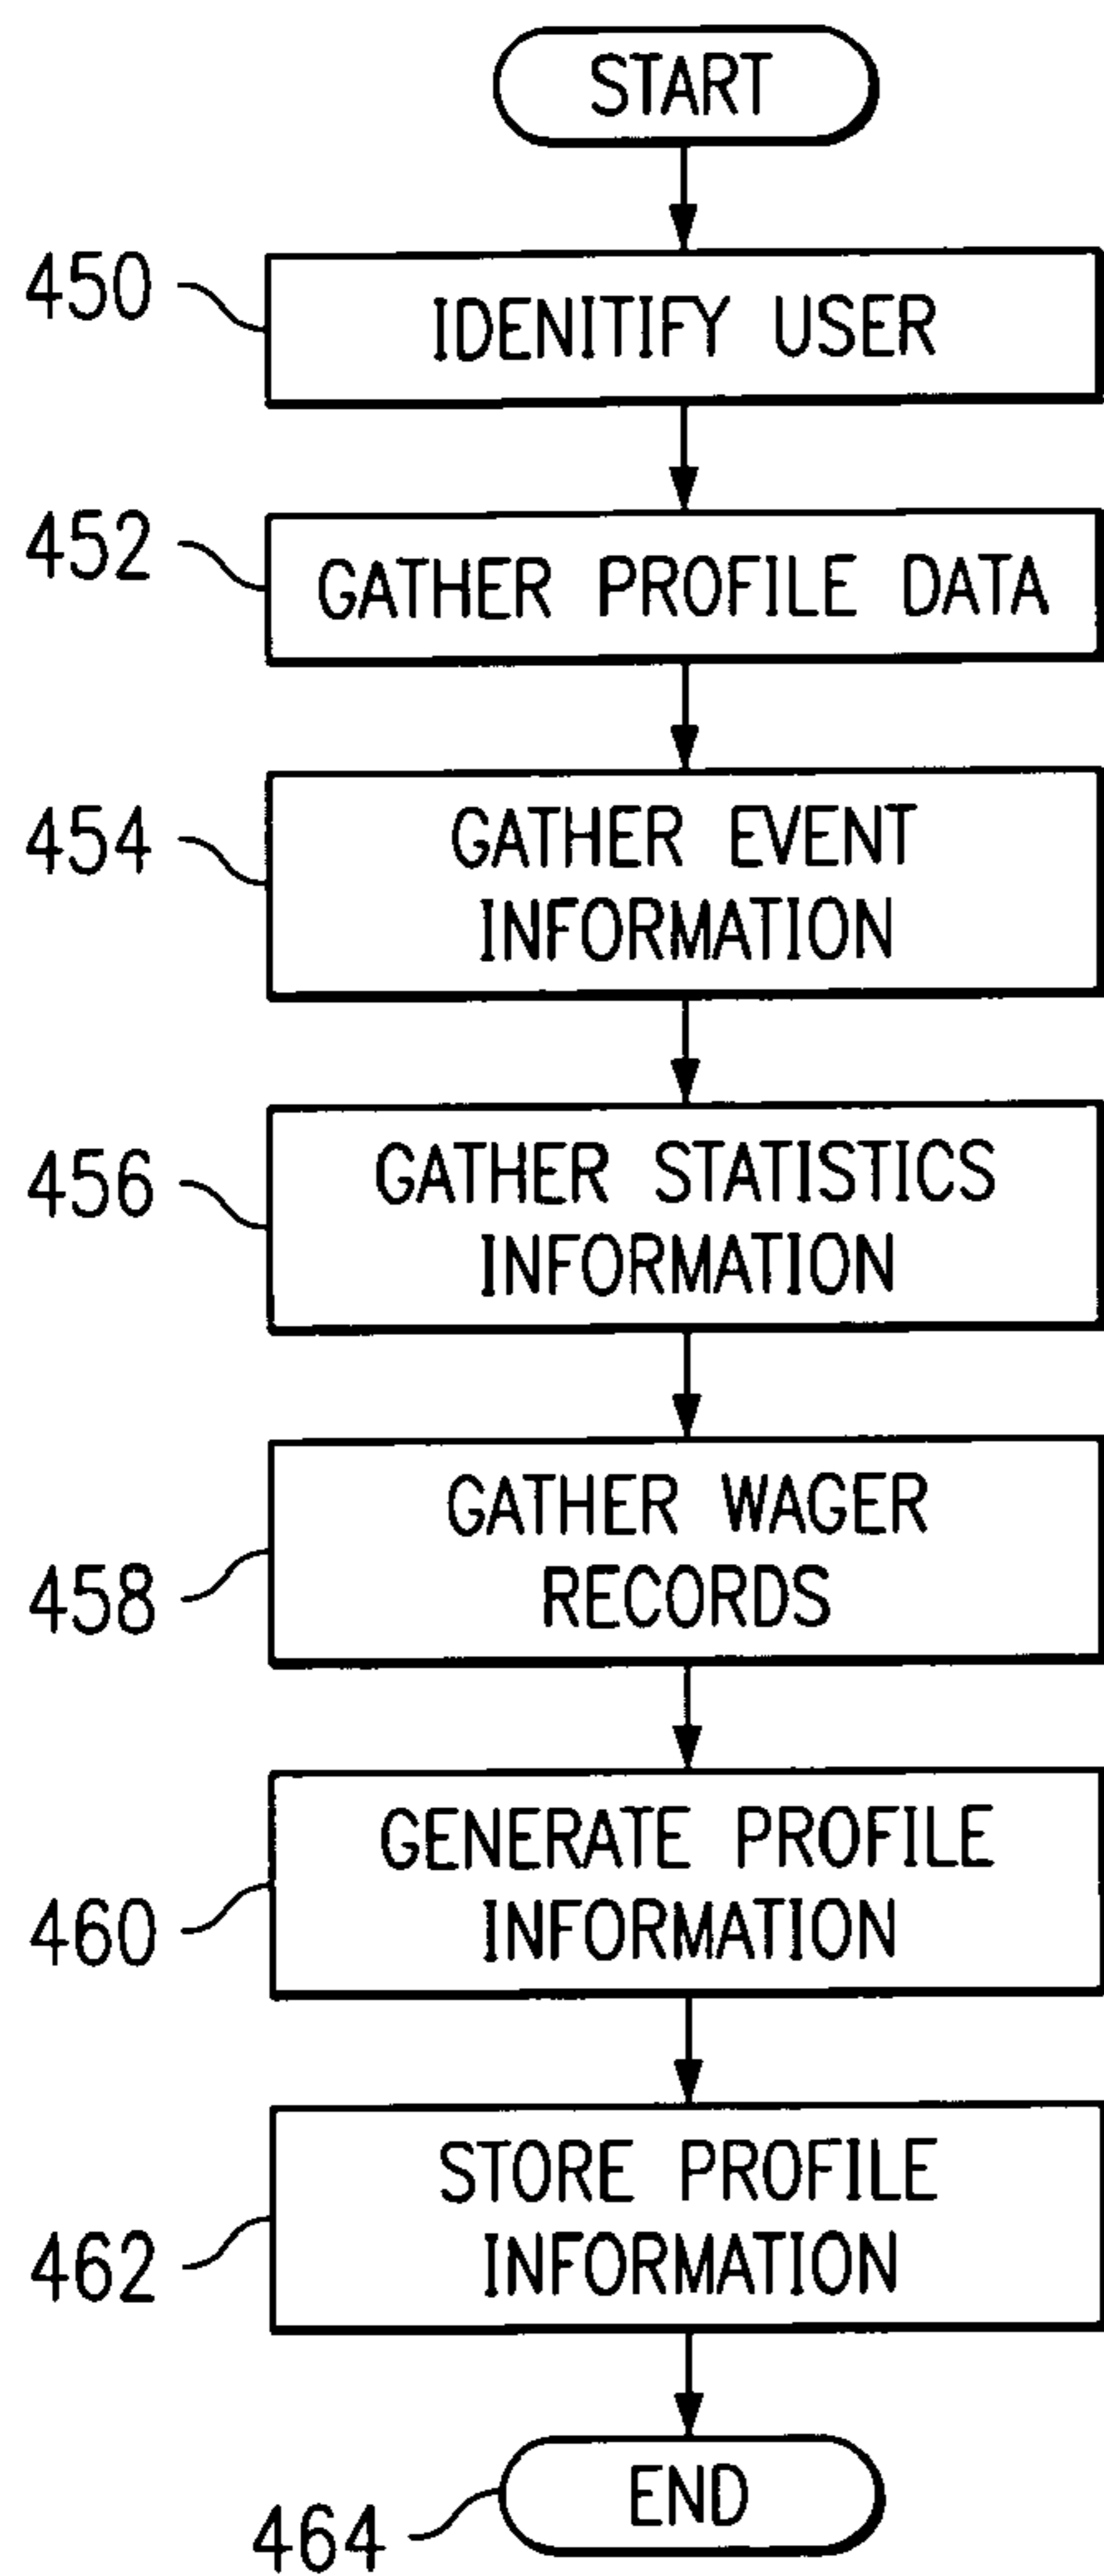 START
450
IDENITIFY USER
452
GATHER PROFILE DATA
454
GATHER EVENT
INFORMATION
456
GATHER STATISTICS
INFORMATION
458
GATHER WAGER
RECORDS
460
GENERATE PROFILE
INFORMATION
462
STORE PROFILE
INFORMATION
464
END